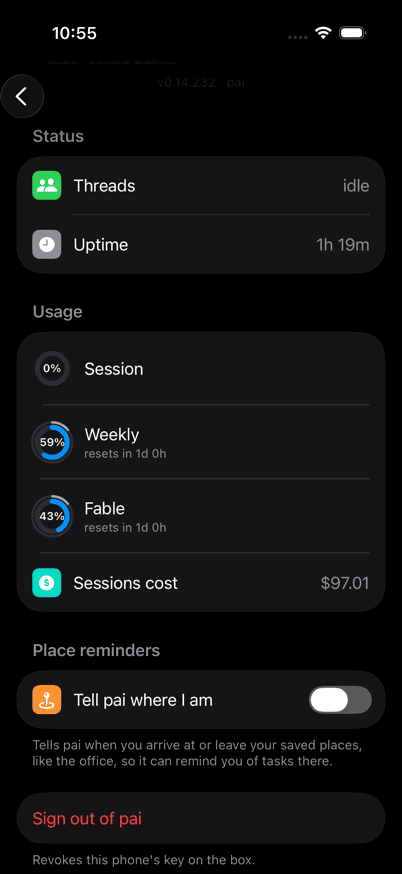 10:55
v0.14.232 · pai
Status
Threads
idle
Uptime
1h 19m
Usage
0%
Session
59%
Weekly
resets in 1d 0h
43%
Fable
resets in 1d 0h
$
Sessions cost
$97.01
Place reminders
Tell pai where I am
Tells pai when you arrive at or leave your saved places,
like the office, so it can remind you of tasks there.
Sign out of pai
Revokes this phone's key on the box.